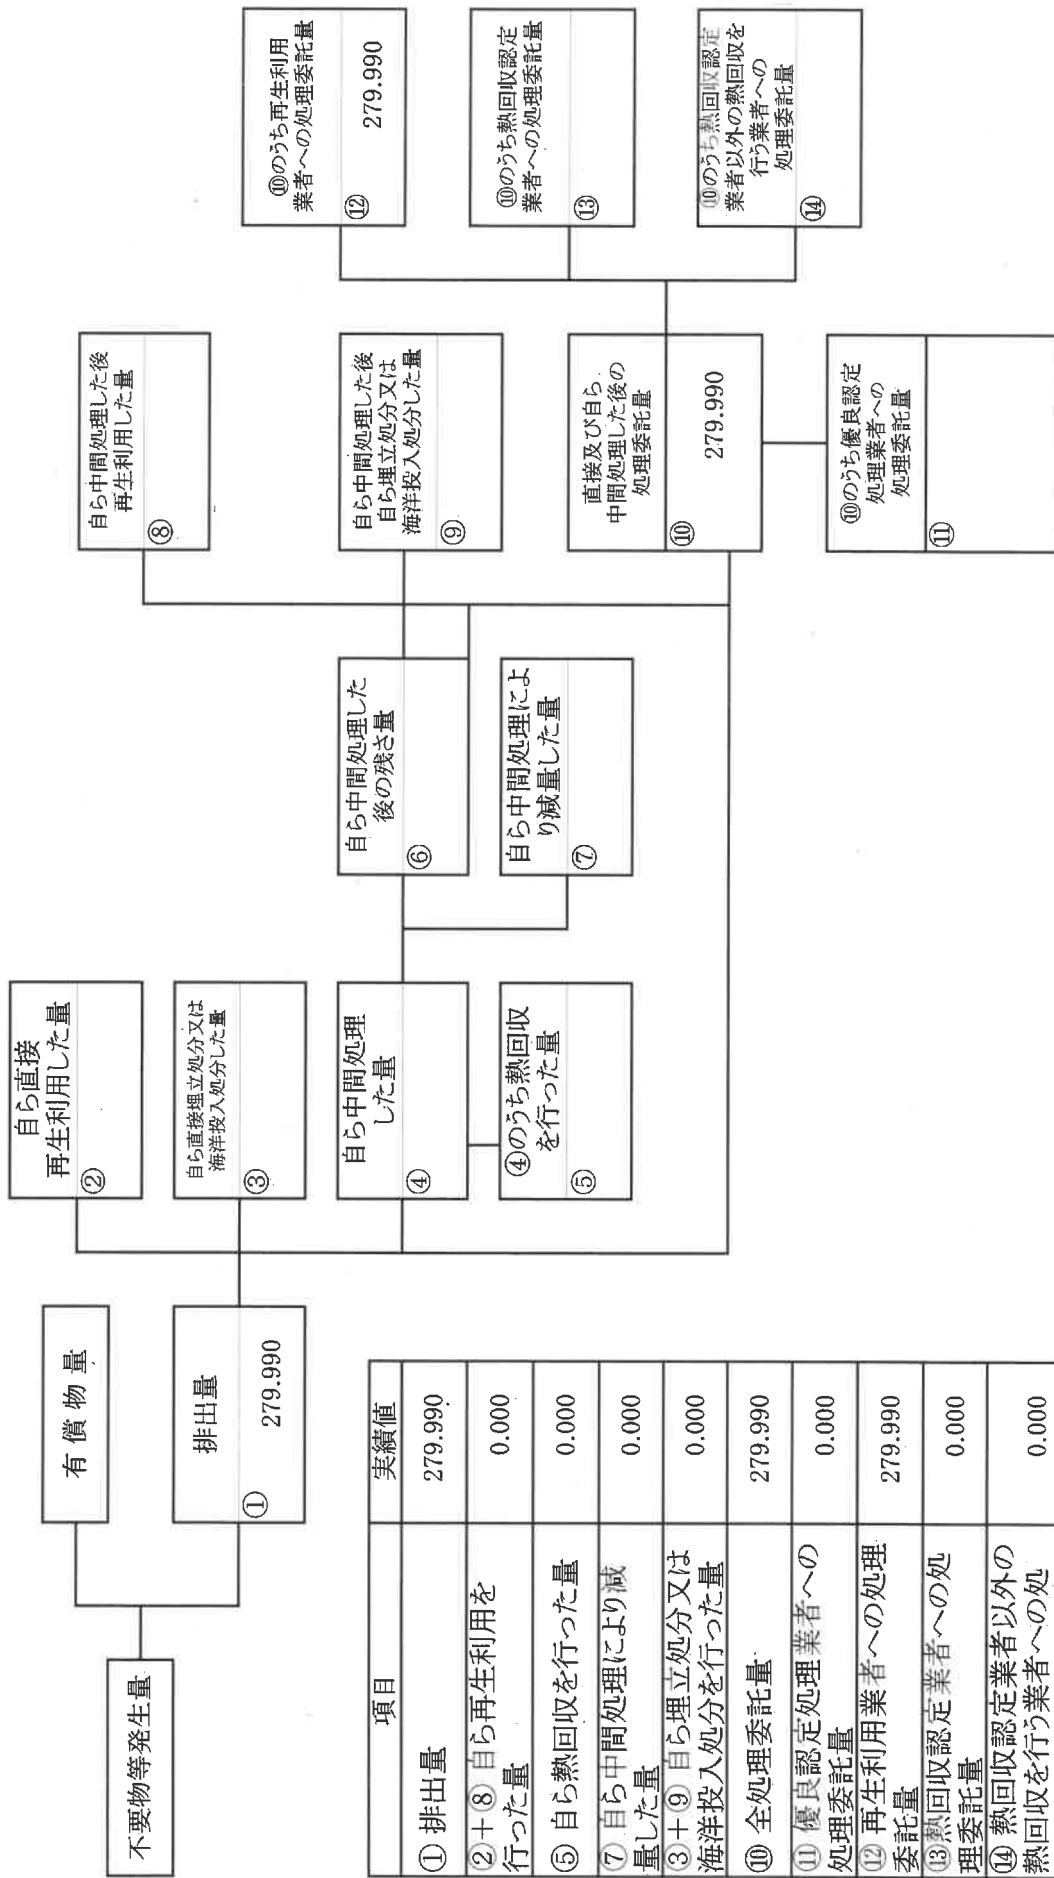 不要物等発生量
有償物量
排出量
①
279.990
自ら直接
再生利用した量
②
自ら直接埋立処分又は
海洋投入処分した量
③
自ら中間処理
した量
④
④のうち熱回収
を行った量
⑤
自ら中間処理した
後の残さ量
⑥
自ら中間処理によ
り減量した量
⑦
自ら中間処理した後
再生利用した量
⑧
自ら中間処理した後
自ら埋立処分又は
海洋投入処分した量
⑨
直接及び自ら
中間処理した後の
処理委託量
⑩
279.990
⑩のうち優良認定
処理業者への
処理委託量
⑪
⑩のうち再生利用
業者への処理委託量
⑫
279.990
⑩のうち熱回収認定
業者への処理委託量
⑬
⑩のうち熱回収認定
業者以外の熱回収を
行う業者への
処理委託量
⑭
項目 実績値
①排出量 279.990
②+⑧自ら再生利用を
行った量 0.000
⑤自ら熱回収を行った量 0.000
⑦自ら中間処理により減
量した量 0.000
③+⑨自ら埋立処分又は
海洋投入処分を行った量 0.000
⑩全処理委託量 279.990
⑪優良認定処理業者への
処理委託量 0.000
⑫再生利用業者への処理
委託量 279.990
⑬熱回収認定業者への処
理委託量 0.000
⑭熱回収認定業者以外の
熱回収を行う業者への処 0.000